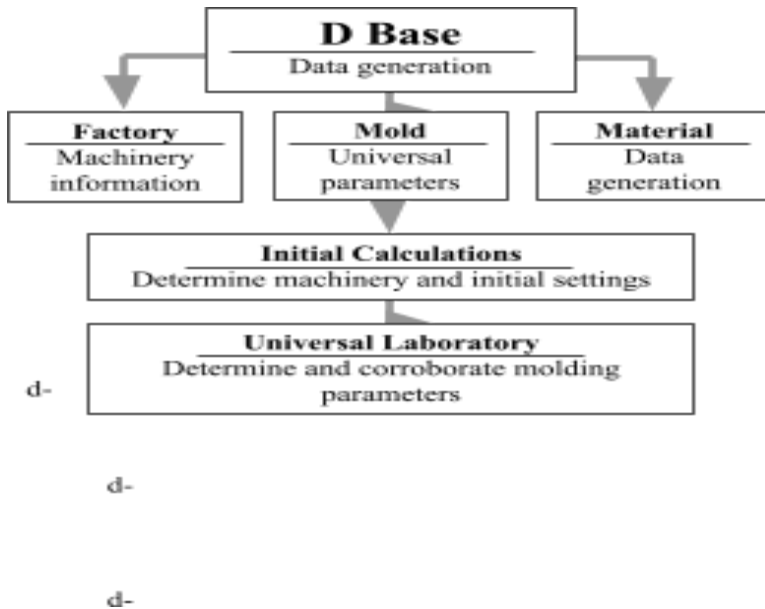 D Base
Data generation
Factory
Machinery
information
Mold
Universal
parameters
Material
Data
generation
Initial Calculations
Determine machinery and initial settings
Universal Laboratory
Determine and corroborate molding
parameters
d-
d-
d-